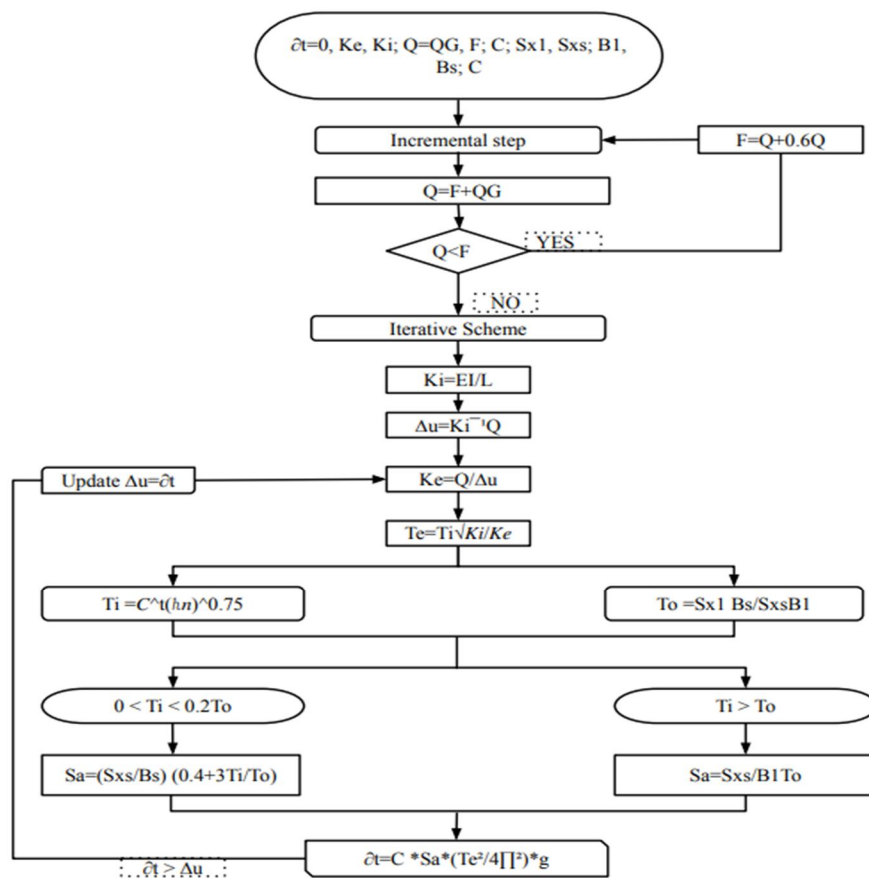 ∂t=0, Ke, Ki; Q=QG, F; C; Sx1, Sxs; B1,
Bs; C
Incremental step
F=Q+0.6Q
Q=F+QG
Q<F
YES
NO
Iterative Scheme
Ki=EI/L
Δu=Ki¯¹Q
Update Δu=∂t
Ke=Q/Δu
Te=Ti√Ki/Ke
Ti =C^t(hn)^0.75
To =Sx1 Bs/SxsB1
0 < Ti < 0.2To
Ti > To
Sa=(Sxs/Bs) (0.4+3Ti/To)
Sa=Sxs/B1To
∂t=C *Sa*(Te²/4∏²)*g
∂t > Δu